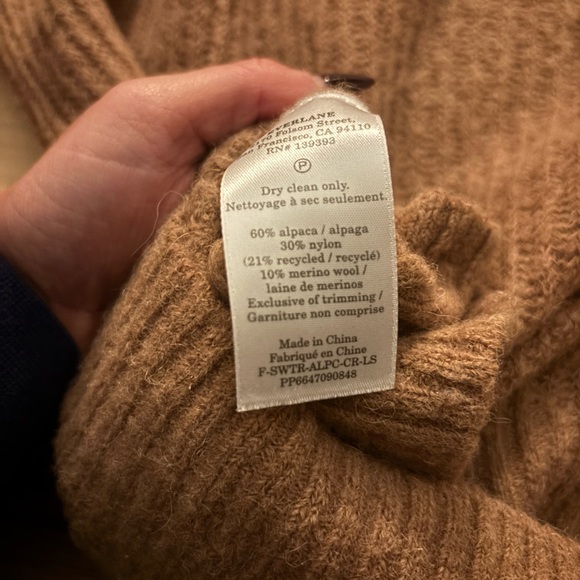 EVERLANE
Folsom Street,
Francisco, CA 94110
RN# 139393
P
Dry clean only.
Nettoyage à sec seulement.
60% alpaca / alpaga
30% nylon
(21% recycled / recyclé)
10% merino wool /
laine de merinos
Exclusive of trimming /
Garniture non comprise
Made in China
Fabriqué en Chine
F-SWTR-ALPC-CR-LS
PP6647090848